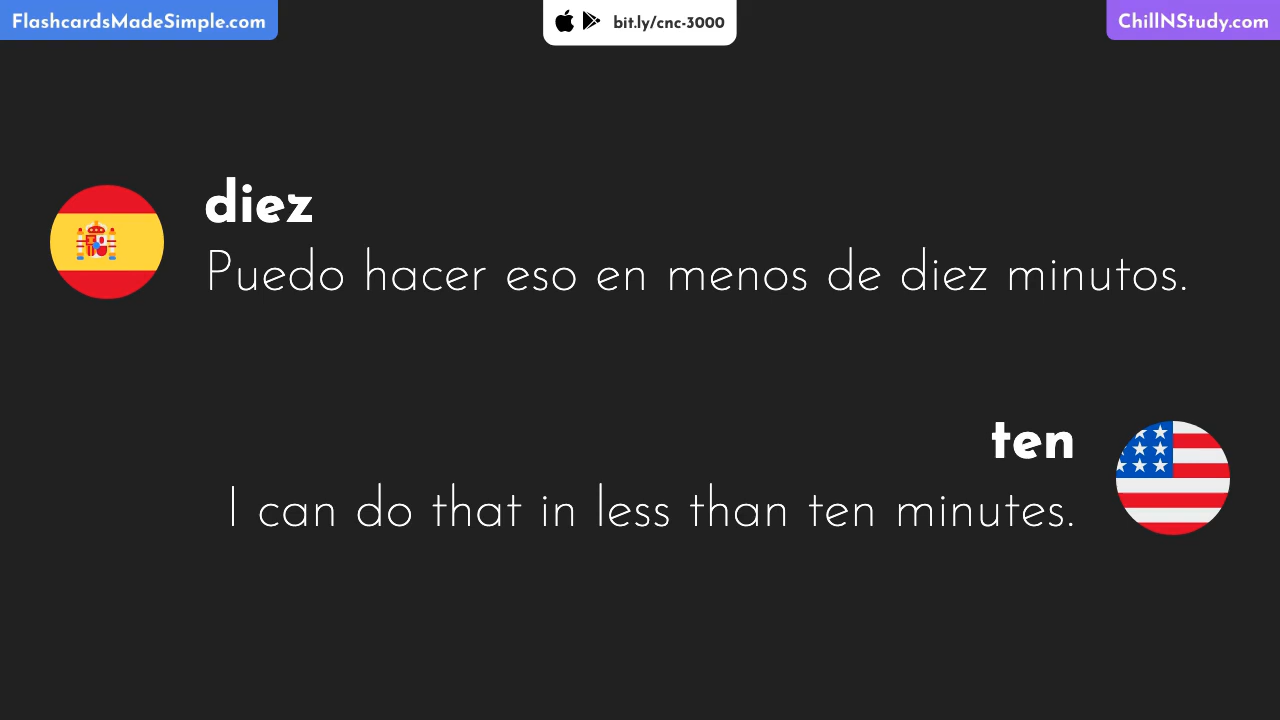 FlashcardsMadeSimple.com
bit.ly/cnc-3000
ChillNStudy.com
diez
Puedo hacer eso en menos de diez minutos.
ten
I can do that in less than ten minutes.